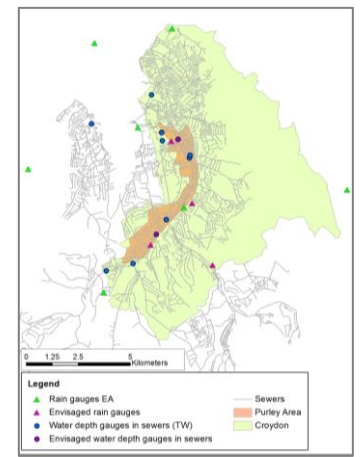 0 1.25 2.5 5
Kilometers
Legend
Rain gauges EA
Envisaged rain gauges
Water depth gauges in sewers (TW)
Envisaged water depth gauges in sewers
Sewers
Purley Area
Croydon